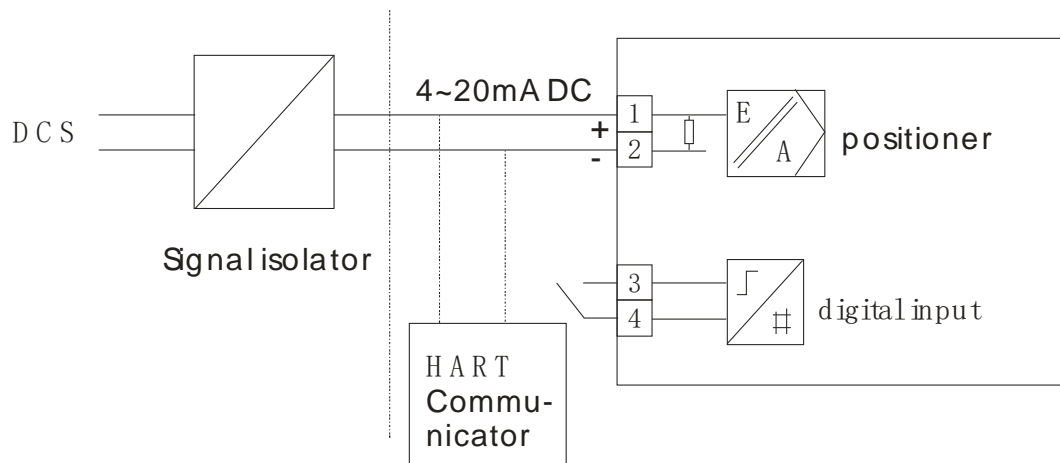 4~20mA DC
DCS
+
-
1
2
E
A
positioner
Signal isolator
3
4
digital input
HART
Commu-
nicator